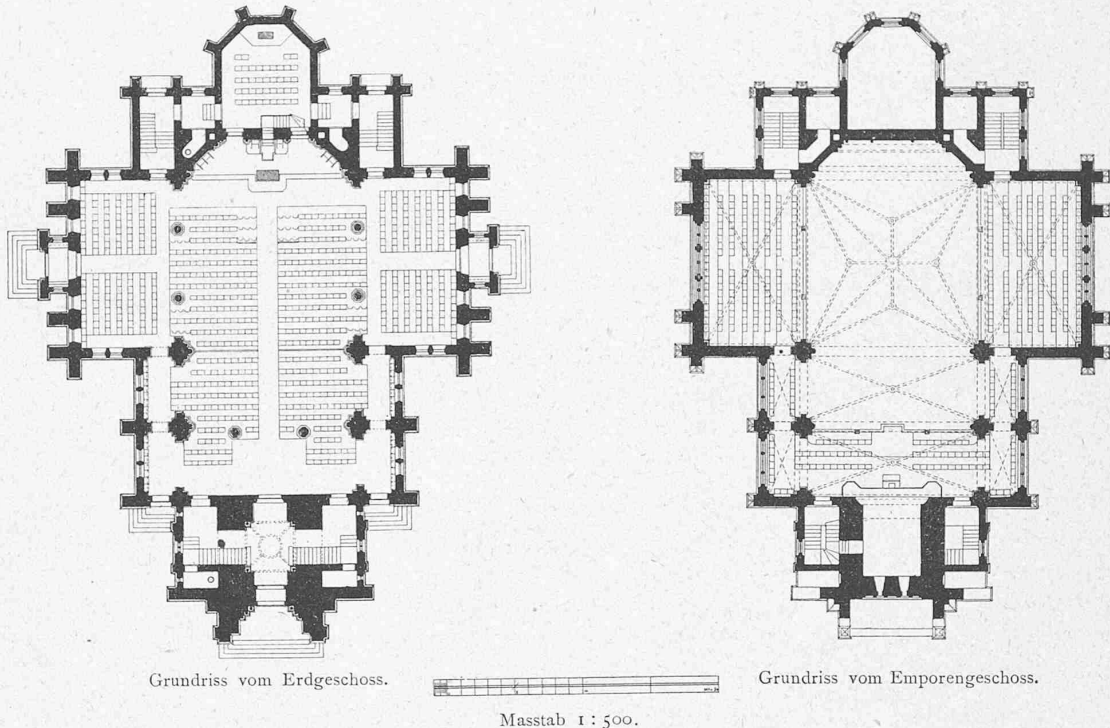 Grundriss vom Erdgeschoss.
Grundriss vom Emporengeschoss.
Masstab 1 : 500.